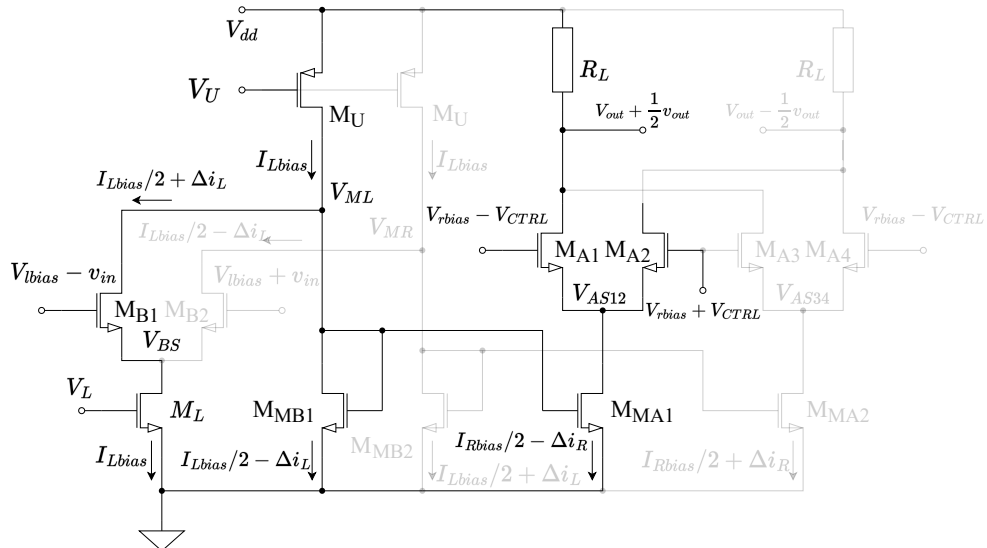 V_dd
R_L
R_L
V_U
V_out + 1/2 v_out
V_out − 1/2 v_out
M_U
M_U
I_Lbias
I_Lbias
I_Lbias/2 + Δi_L
V_ML
V_rbias − V_CTRL
V_rbias − V_CTRL
I_Lbias/2 − Δi_L
V_MR
M_A1
M_A2
M_A3
M_A4
V_lbias − v_in
V_lbias + v_in
M_B1
M_B2
V_AS12
V_AS34
V_rbias + V_CTRL
V_BS
V_L
M_L
M_MB1
M_MA1
M_MA2
M_MB2
I_Rbias/2 − Δi_R
I_Lbias
I_Lbias/2 − Δi_L
I_Lbias/2 + Δi_L
I_Rbias/2 + Δi_R